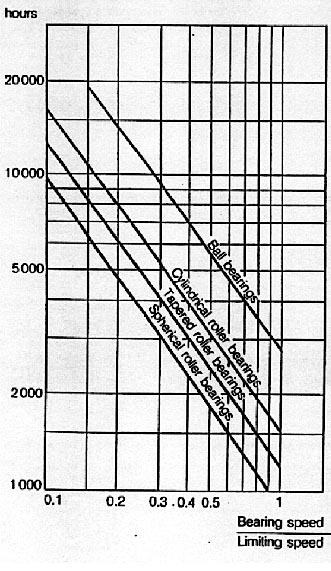 hours
20000
10000
5000
2000
1000
Ball bearings
Cylindrical roller bearings
Tapered roller bearings
Spherical roller bearings
0.1 0.2 0.3 0.4 0.5 1
Bearing speed
Limiting speed